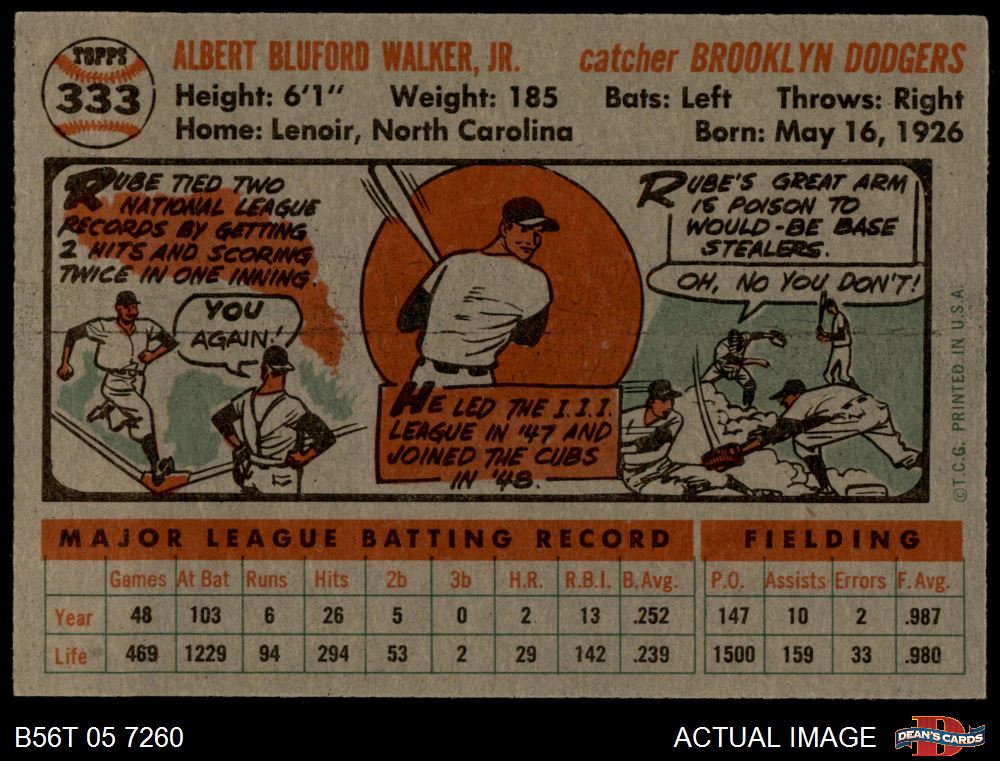 TOPPS
333
ALBERT BLUFORD WALKER, JR.
catcher BROOKLYN DODGERS
Height: 6'1" Weight: 185 Bats: Left Throws: Right
Home: Lenoir, North Carolina Born: May 16, 1926
RUBE TIED TWO
NATIONAL LEAGUE
RECORDS BY GETTING
2 HITS AND SCORING
TWICE IN ONE INNING.
YOU
AGAIN!
HE LED THE I.I.I.
LEAGUE IN '47 AND
JOINED THE CUBS
IN '48.
RUBE'S GREAT ARM
IS POISON TO
WOULD-BE BASE
STEALERS.
OH, NO YOU DON'T!
©T.C.G. PRINTED IN U.S.A.
MAJOR LEAGUE BATTING RECORD FIELDING
Games At Bat Runs Hits 2b 3b H.R. R.B.I. B.Avg. P.O. Assists Errors F. Avg.
Year 48 103 6 26 5 0 2 13 .252 147 10 2 .987
Life 469 1229 94 294 53 2 29 142 .239 1500 159 33 .980
B56T 05 7260
ACTUAL IMAGE
D
DEAN'S CARDS